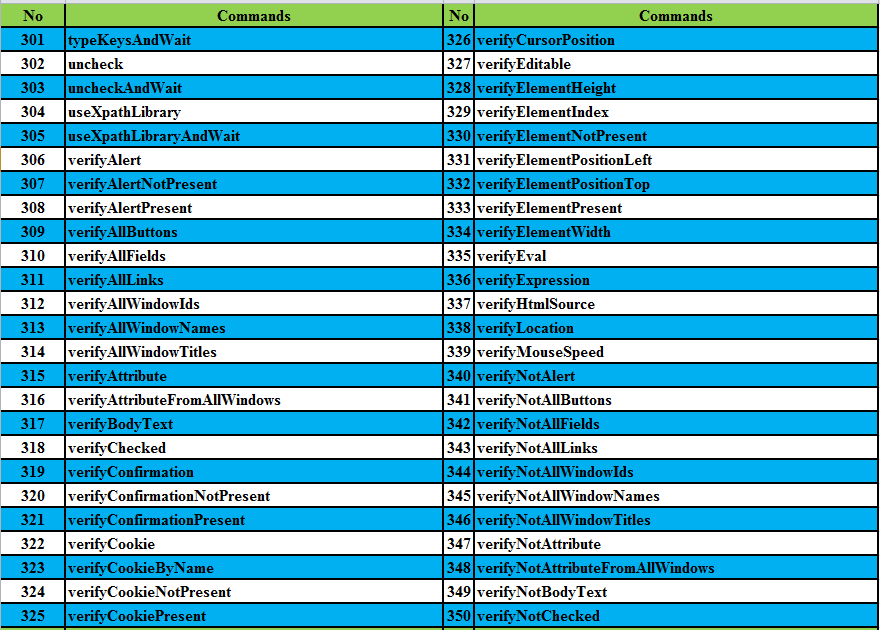 No Commands No Commands
301 typeKeysAndWait 326 verifyCursorPosition
302 uncheck 327 verifyEditable
303 uncheckAndWait 328 verifyElementHeight
304 useXpathLibrary 329 verifyElementIndex
305 useXpathLibraryAndWait 330 verifyElementNotPresent
306 verifyAlert 331 verifyElementPositionLeft
307 verifyAlertNotPresent 332 verifyElementPositionTop
308 verifyAlertPresent 333 verifyElementPresent
309 verifyAllButtons 334 verifyElementWidth
310 verifyAllFields 335 verifyEval
311 verifyAllLinks 336 verifyExpression
312 verifyAllWindowIds 337 verifyHtmlSource
313 verifyAllWindowNames 338 verifyLocation
314 verifyAllWindowTitles 339 verifyMouseSpeed
315 verifyAttribute 340 verifyNotAlert
316 verifyAttributeFromAllWindows 341 verifyNotAllButtons
317 verifyBodyText 342 verifyNotAllFields
318 verifyChecked 343 verifyNotAllLinks
319 verifyConfirmation 344 verifyNotAllWindowIds
320 verifyConfirmationNotPresent 345 verifyNotAllWindowNames
321 verifyConfirmationPresent 346 verifyNotAllWindowTitles
322 verifyCookie 347 verifyNotAttribute
323 verifyCookieByName 348 verifyNotAttributeFromAllWindows
324 verifyCookieNotPresent 349 verifyNotBodyText
325 verifyCookiePresent 350 verifyNotChecked